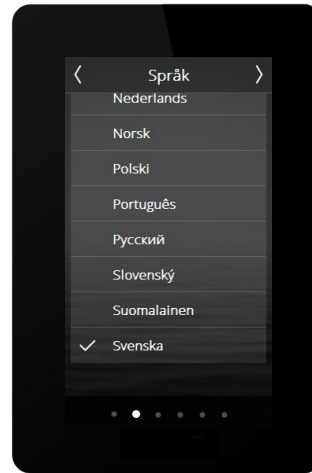 Språk
Nederlands
Norsk
Polski
Português
Русский
Slovenský
Suomalainen
Svenska